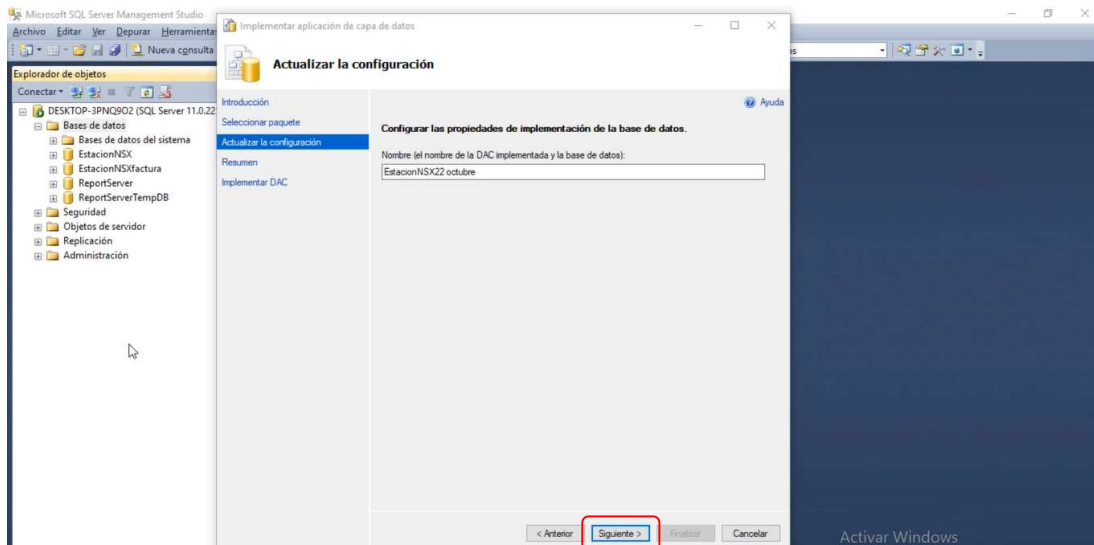 Microsoft SQL Server Management Studio
Archivo Editar Ver Depurar Herramientas
Nueva consulta
Explorador de objetos
Conectar
DESKTOP-3PNQ9O2 (SQL Server 11.0.22
Bases de datos
Bases de datos del sistema
EstacionNSX
EstacionNSXfactura
ReportServer
ReportServerTempDB
Seguridad
Objetos de servidor
Replicación
Administración
Implementar aplicación de capa de datos
Actualizar la configuración
Introducción
Seleccionar paquete
Actualizar la configuración
Resumen
Implementar DAC
Ayuda
Configurar las propiedades de implementación de la base de datos.
Nombre (el nombre de la DAC implementada y la base de datos):
EstacionNSX22 octubre
< Anterior Siguiente > Finalizar Cancelar
Activar Windows